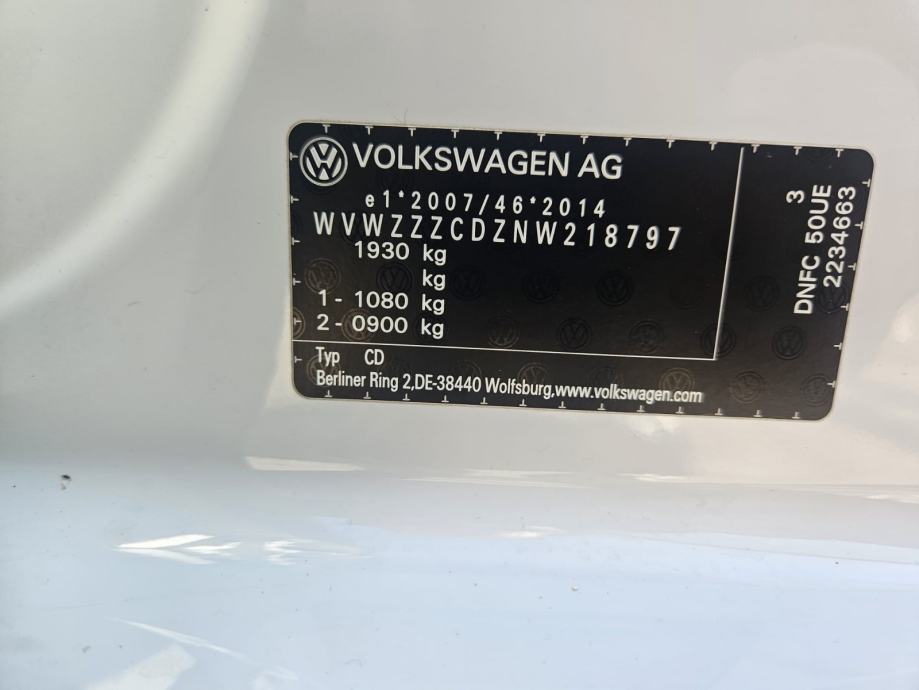 VOLKSWAGEN AG
e1*2007/46*2014
WVWZZZCDZNW218797
1930 kg
kg
1 - 1080 kg
2 - 0900 kg
Typ CD
Berliner Ring 2,DE-38440 Wolfsburg,www.volkswagen.com
3
DNFC 50UE
2234663